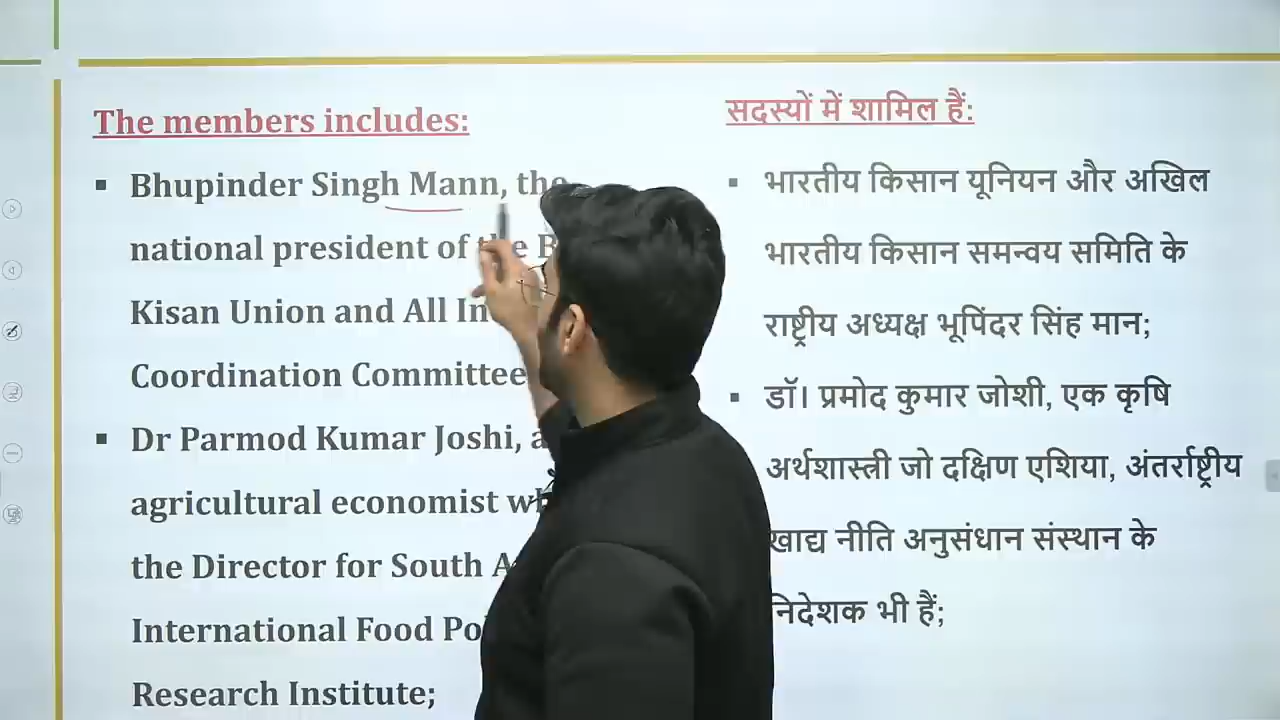 The members includes:
▪ Bhupinder Singh Mann, the
national president of the B
Kisan Union and All In
Coordination Committee
▪ Dr Parmod Kumar Joshi, a
agricultural economist wh
the Director for South A
International Food Po
Research Institute;
सदस्यों में शामिल हैं:
▪ भारतीय किसान यूनियन और अखिल
भारतीय किसान समन्वय समिति के
राष्ट्रीय अध्यक्ष भूपिंदर सिंह मान;
▪ डॉ। प्रमोद कुमार जोशी, एक कृषि
अर्थशास्त्री जो दक्षिण एशिया, अंतर्राष्ट्रीय
खाद्य नीति अनुसंधान संस्थान के
निदेशक भी हैं;